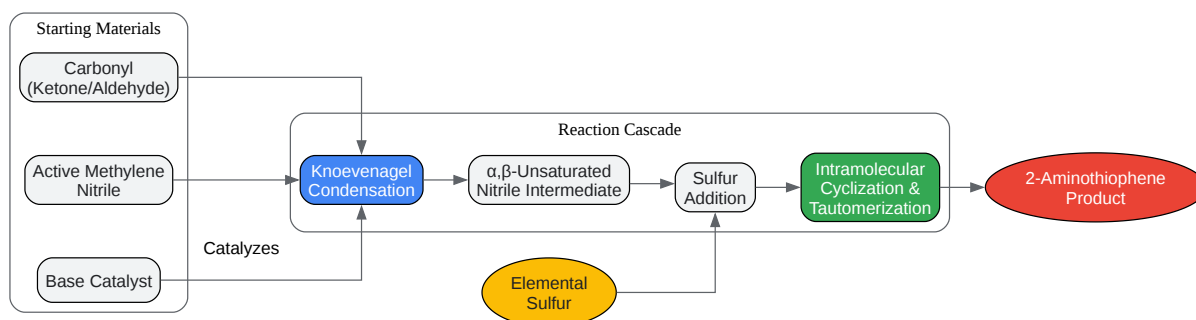 Starting Materials
Carbonyl
(Ketone/Aldehyde)
Active Methylene
Nitrile
Base Catalyst
Catalyzes
Reaction Cascade
Knoevenagel
Condensation
α,β-Unsaturated
Nitrile Intermediate
Sulfur
Addition
Intramolecular
Cyclization &
Tautomerization
Elemental
Sulfur
2-Aminothiophene
Product